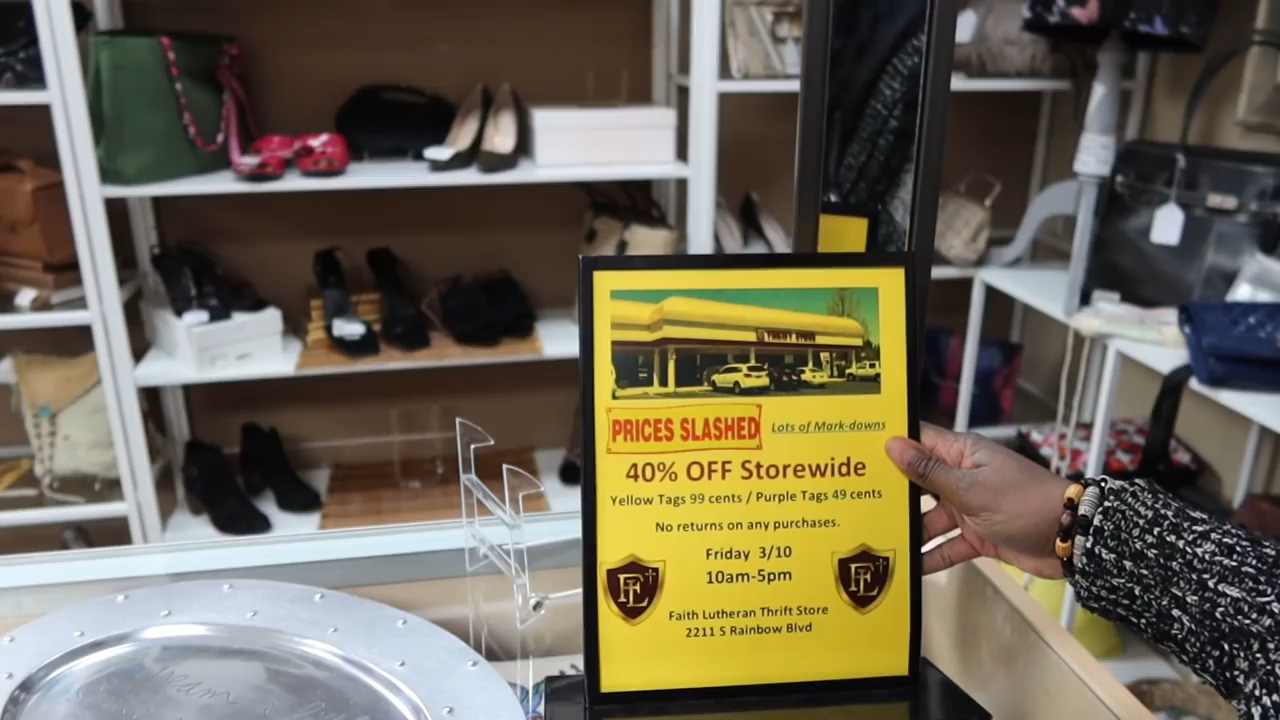 THRIFT STORE
PRICES SLASHED
Lots of Mark-downs
40% OFF Storewide
Yellow Tags 99 cents / Purple Tags 49 cents
No returns on any purchases.
Friday 3/10
10am-5pm
FL
FL
Faith Lutheran Thrift Store
2211 S Rainbow Blvd